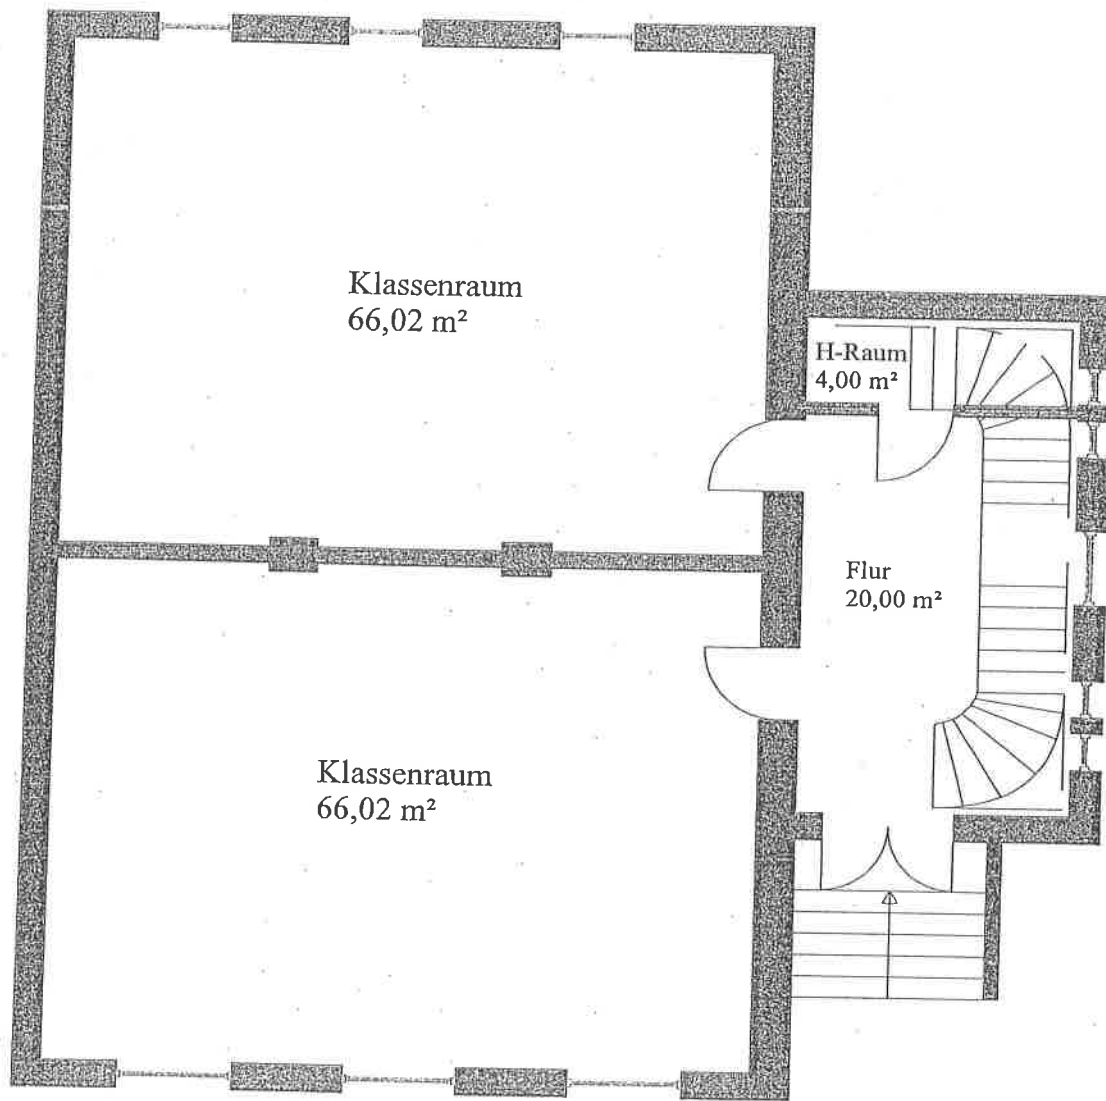 Klassenraum
66,02 m²
H-Raum
4,00 m²
Flur
20,00 m²
Klassenraum
66,02 m²